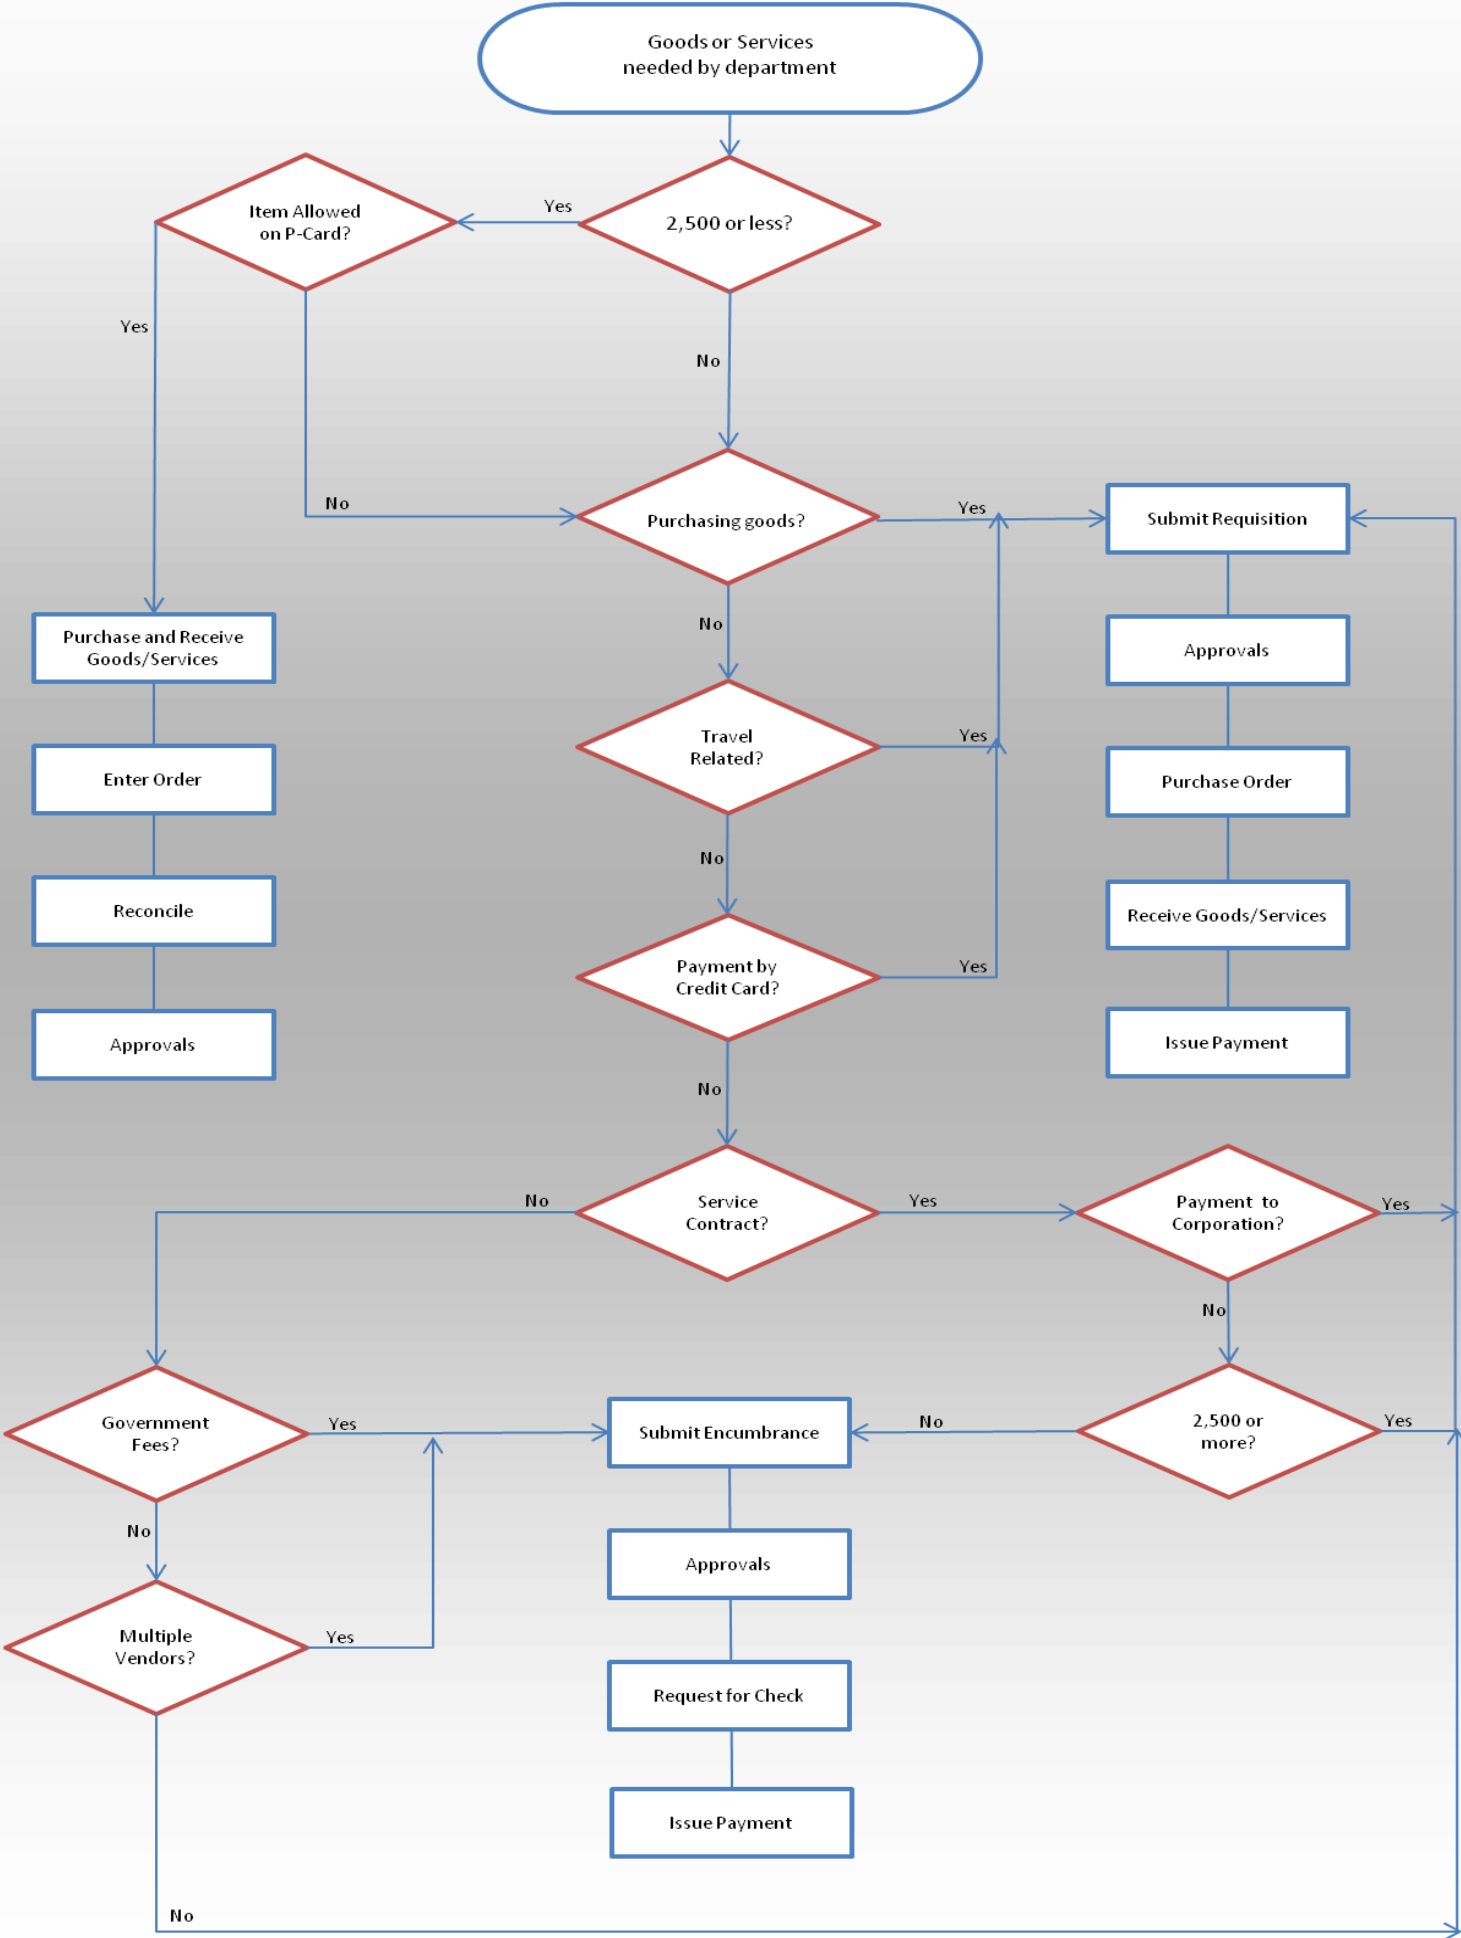 Goods or Services
needed by department
Item Allowed
on P-Card?
Yes
2,500 or less?
Yes
No
No
Purchasing goods?
Yes
Submit Requisition
No
Approvals
Purchase and Receive
Goods/Services
Travel
Related?
Yes
Enter Order
Purchase Order
No
Reconcile
Receive Goods/Services
Payment by
Credit Card?
Yes
Approvals
Issue Payment
No
No
Service
Contract?
Yes
Payment to
Corporation?
Yes
No
Government
Fees?
Yes
Submit Encumbrance
No
2,500 or
more?
Yes
No
Approvals
Multiple
Vendors?
Yes
Request for Check
Issue Payment
No